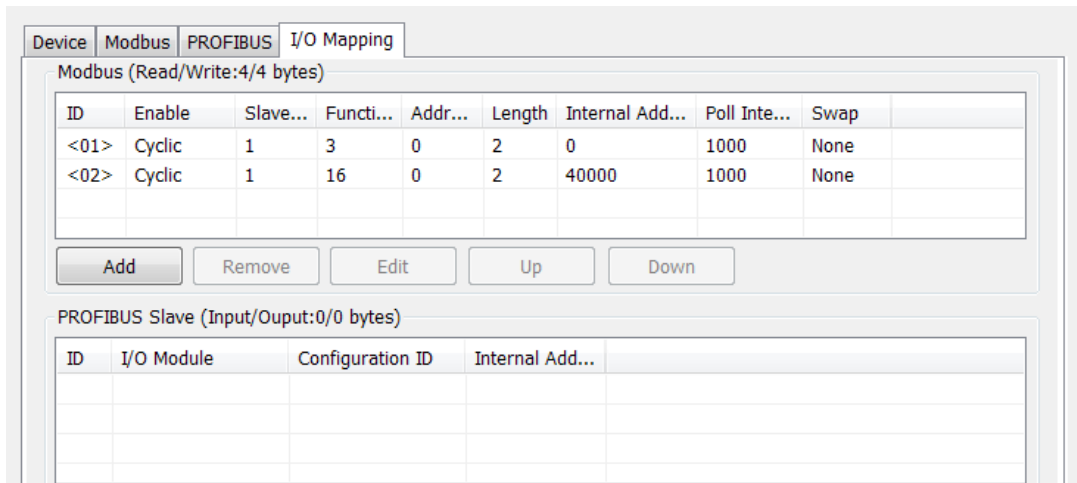 Device Modbus PROFIBUS I/O Mapping
Modbus (Read/Write:4/4 bytes)
ID Enable Slave... Functi... Addr... Length Internal Add... Poll Inte... Swap
<01> Cyclic 1 3 0 2 0 1000 None
<02> Cyclic 1 16 0 2 40000 1000 None
Add Remove Edit Up Down
PROFIBUS Slave (Input/Ouput:0/0 bytes)
ID I/O Module Configuration ID Internal Add...